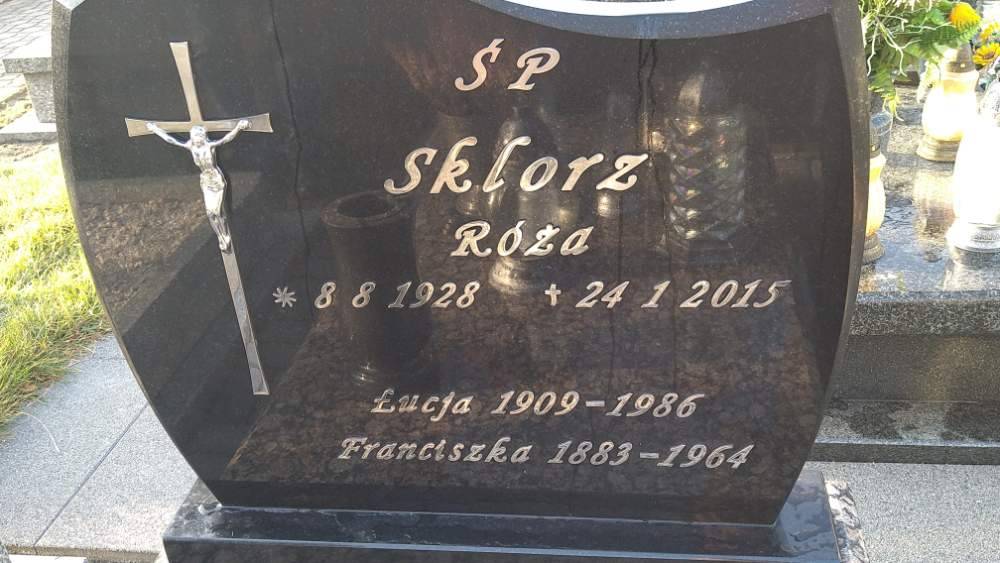 ŚP
Sklorz
Róża
* 8 8 1928 ✝ 24 1 2015
Łucja 1909-1986
Franciszka 1883-1964